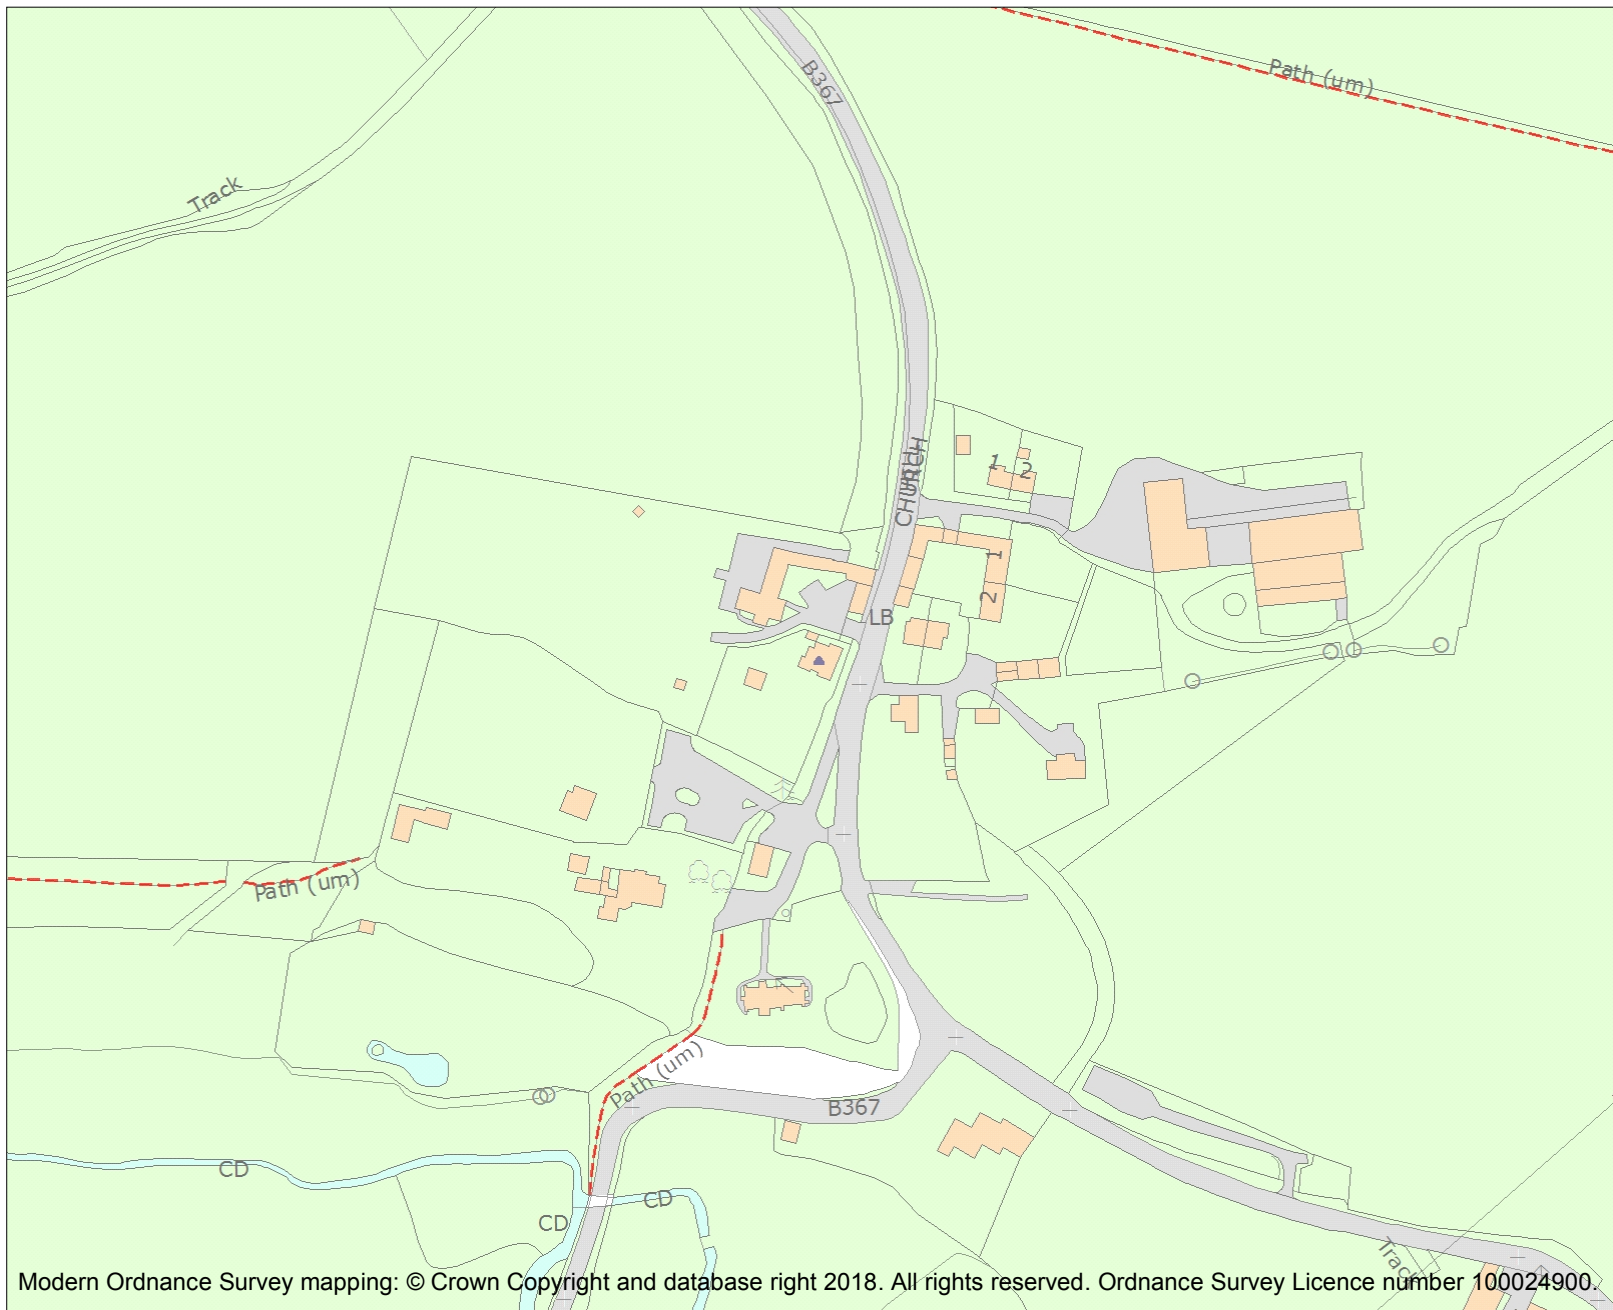 B367
Path (um)
Track
CHURCH
1
2
1
2
LB
Path (um)
Path (um)
B367
CD
CD
CD
Track
Modern Ordnance Survey mapping: © Crown Copyright and database right 2018. All rights reserved. Ordnance Survey Licence number 100024900.